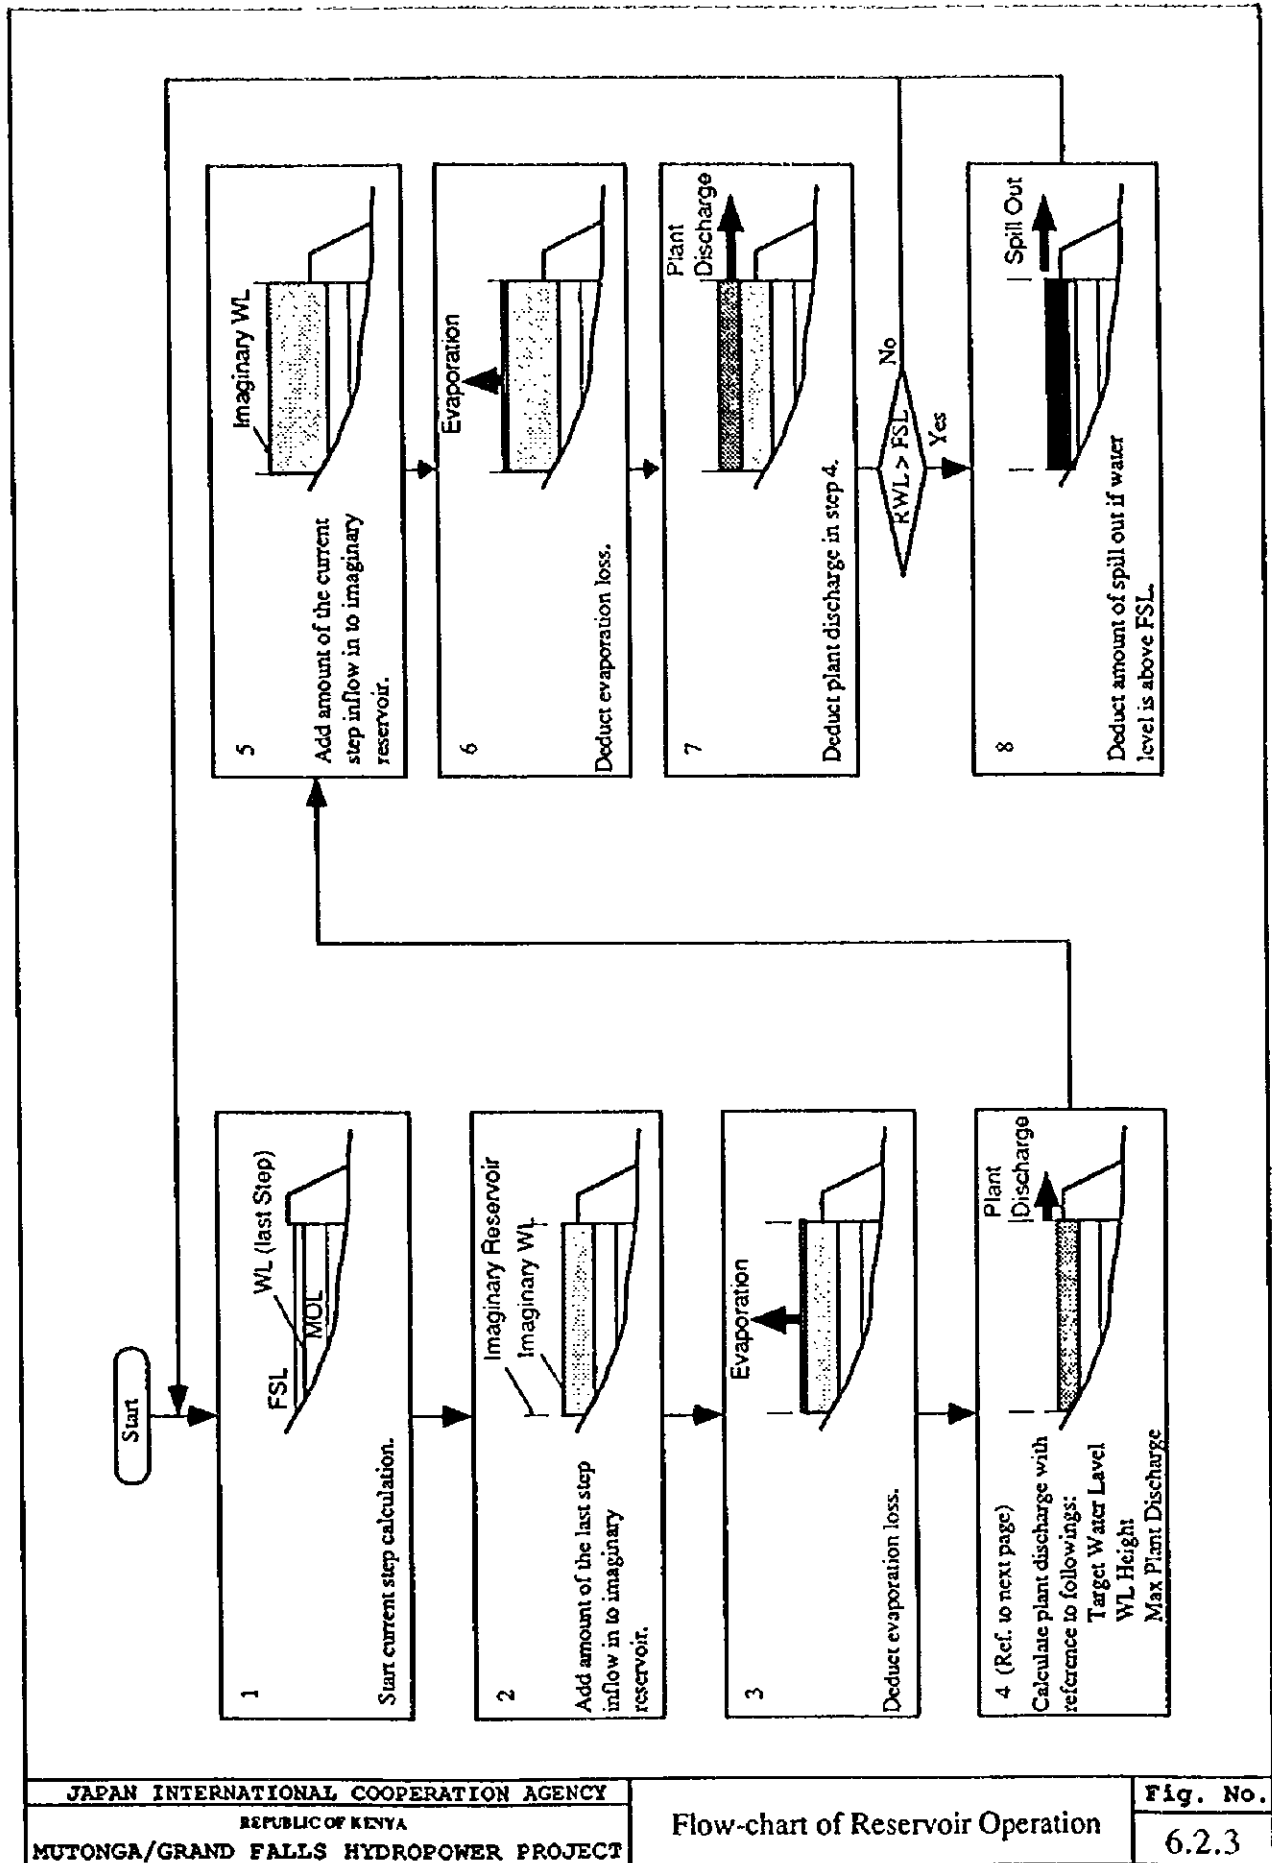 Start
1
FSL
WL (last Step)
MOL
Start current step calculation.
2
Imaginary Reservoir
Imaginary WL
Add amount of the last step
inflow in to imaginary
reservoir.
3
Evaporation
Deduct evaporation loss.
4 (Ref. to next page)
Calculate plant discharge with
reference to followings:
Target Water Lavel
WL Height
Max Plant Discharge
Plant
Discharge
5
Imaginary WL
Add amount of the current
step inflow in to imaginary
reservoir.
6
Evaporation
Deduct evaporation loss.
7
Plant
Discharge
Deduct plant discharge in step 4.
RWL > FSL
No
Yes
8
Spill Out
Deduct amount of spill out if water
level is above FSL.
JAPAN INTERNATIONAL COOPERATION AGENCY
REPUBLIC OF KENYA
MUTONGA/GRAND FALLS HYDROPOWER PROJECT
Flow-chart of Reservoir Operation
Fig. No.
6.2.3